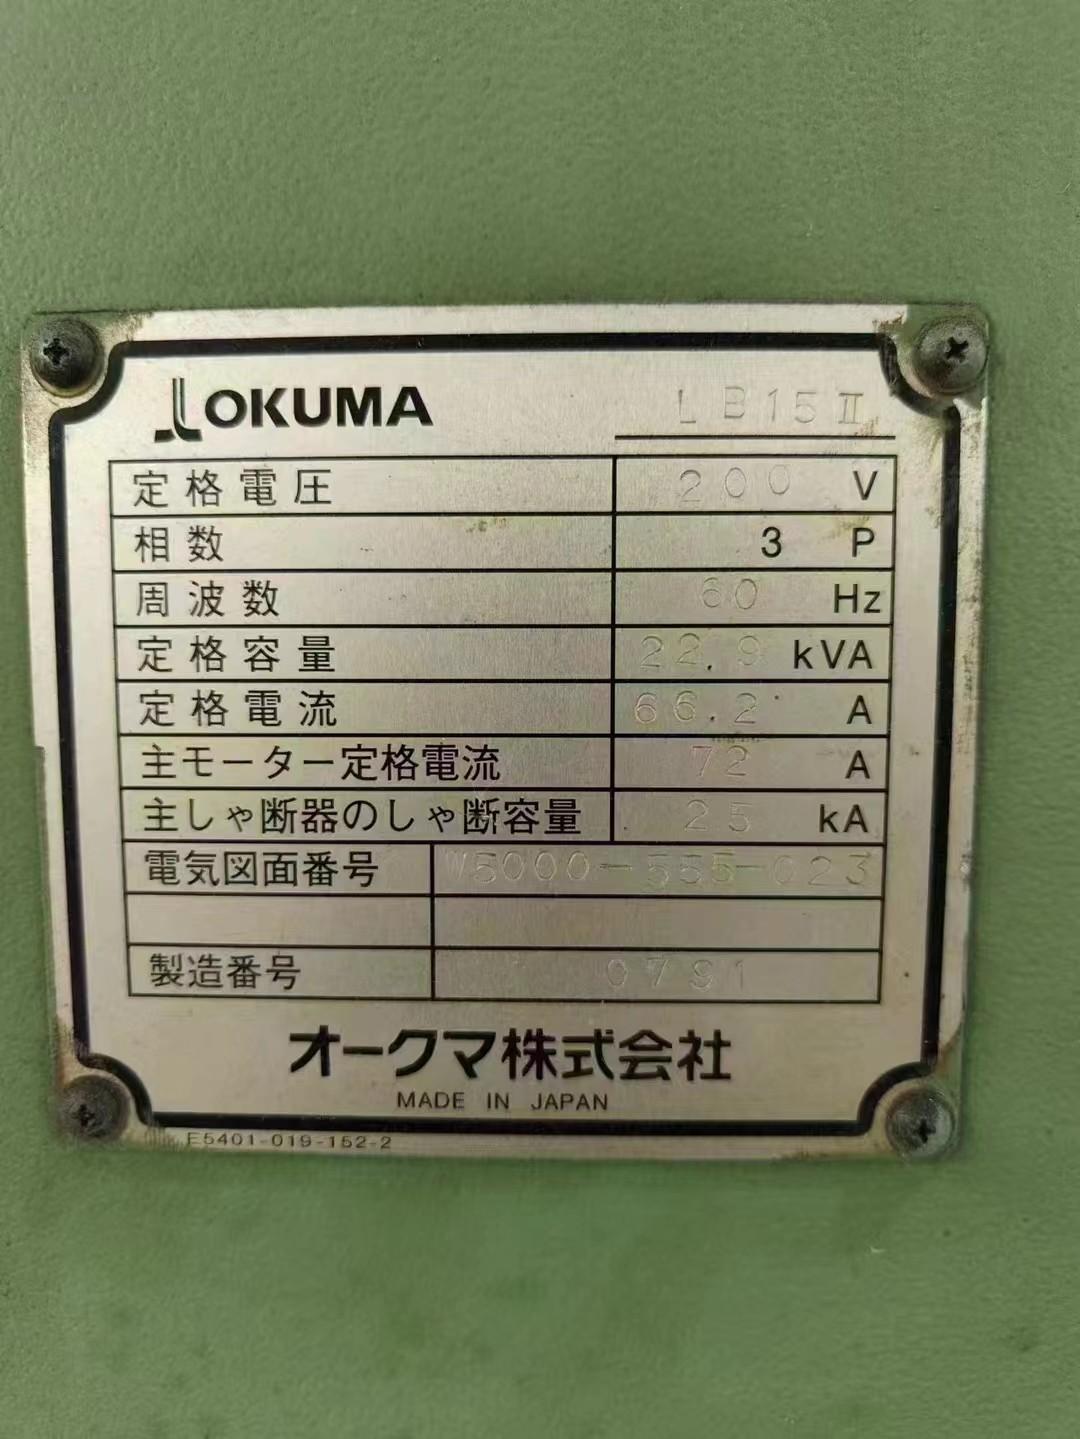 OKUMA LB15Ⅱ
定格電圧 200 V
相数 3 P
周波数 60 Hz
定格容量 22.9 kVA
定格電流 66.2 A
主モーター定格電流 72 A
主しゃ断器のしゃ断容量 25 kA
電気図面番号 W5000-555-023
製造番号 0791
オークマ株式会社
MADE IN JAPAN
E5401-019-152-2